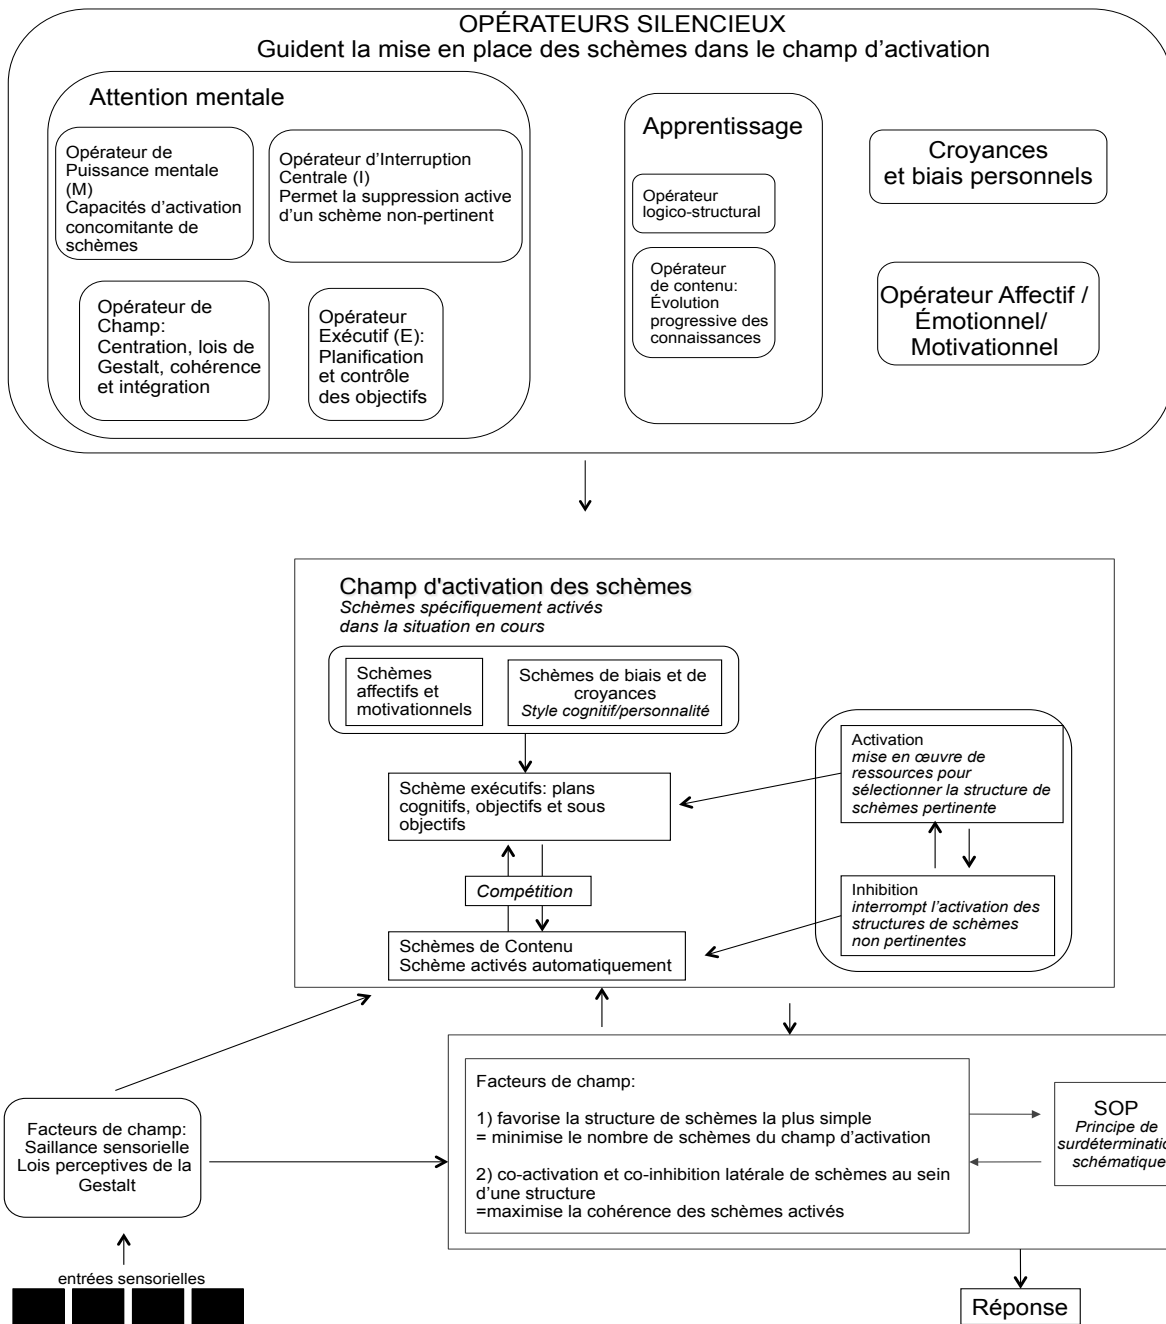 OPÉRATEURS SILENCIEUX
Guident la mise en place des schèmes dans le champ d'activation
Attention mentale
Opérateur de
Puissance mentale
(M)
Capacités d'activation
concomitante de
schèmes
Opérateur d'Interruption
Centrale (I)
Permet la suppression active
d'un schème non-pertinent
Opérateur de
Champ:
Centration, lois de
Gestalt, cohérence
et intégration
Opérateur
Exécutif (E):
Planification
et contrôle
des objectifs
Apprentissage
Opérateur
logico-structural
Opérateur
de contenu:
Évolution
progressive des
connaissances
Croyances
et biais personnels
Opérateur Affectif /
Émotionnel/
Motivationnel
Champ d'activation des schèmes
Schèmes spécifiquement activés
dans la situation en cours
Schèmes
affectifs et
motivationnels
Schèmes de biais et de
croyances
Style cognitif/personnalité
Schème exécutifs: plans
cognitifs, objectifs et sous
objectifs
Compétition
Schèmes de Contenu
Schème activés automatiquement
Activation
mise en œuvre de
ressources pour
sélectionner la structure de
schèmes pertinente
Inhibition
interrompt l'activation des
structures de schèmes
non pertinentes
Facteurs de champ:
Saillance sensorielle
Lois perceptives de la
Gestalt
entrées sensorielles
Facteurs de champ:
1) favorise la structure de schèmes la plus simple
= minimise le nombre de schèmes du champ d'activation
2) co-activation et co-inhibition latérale de schèmes au sein
d'une structure
=maximise la cohérence des schèmes activés
SOP
Principe de
surdétermination
schématique
Réponse